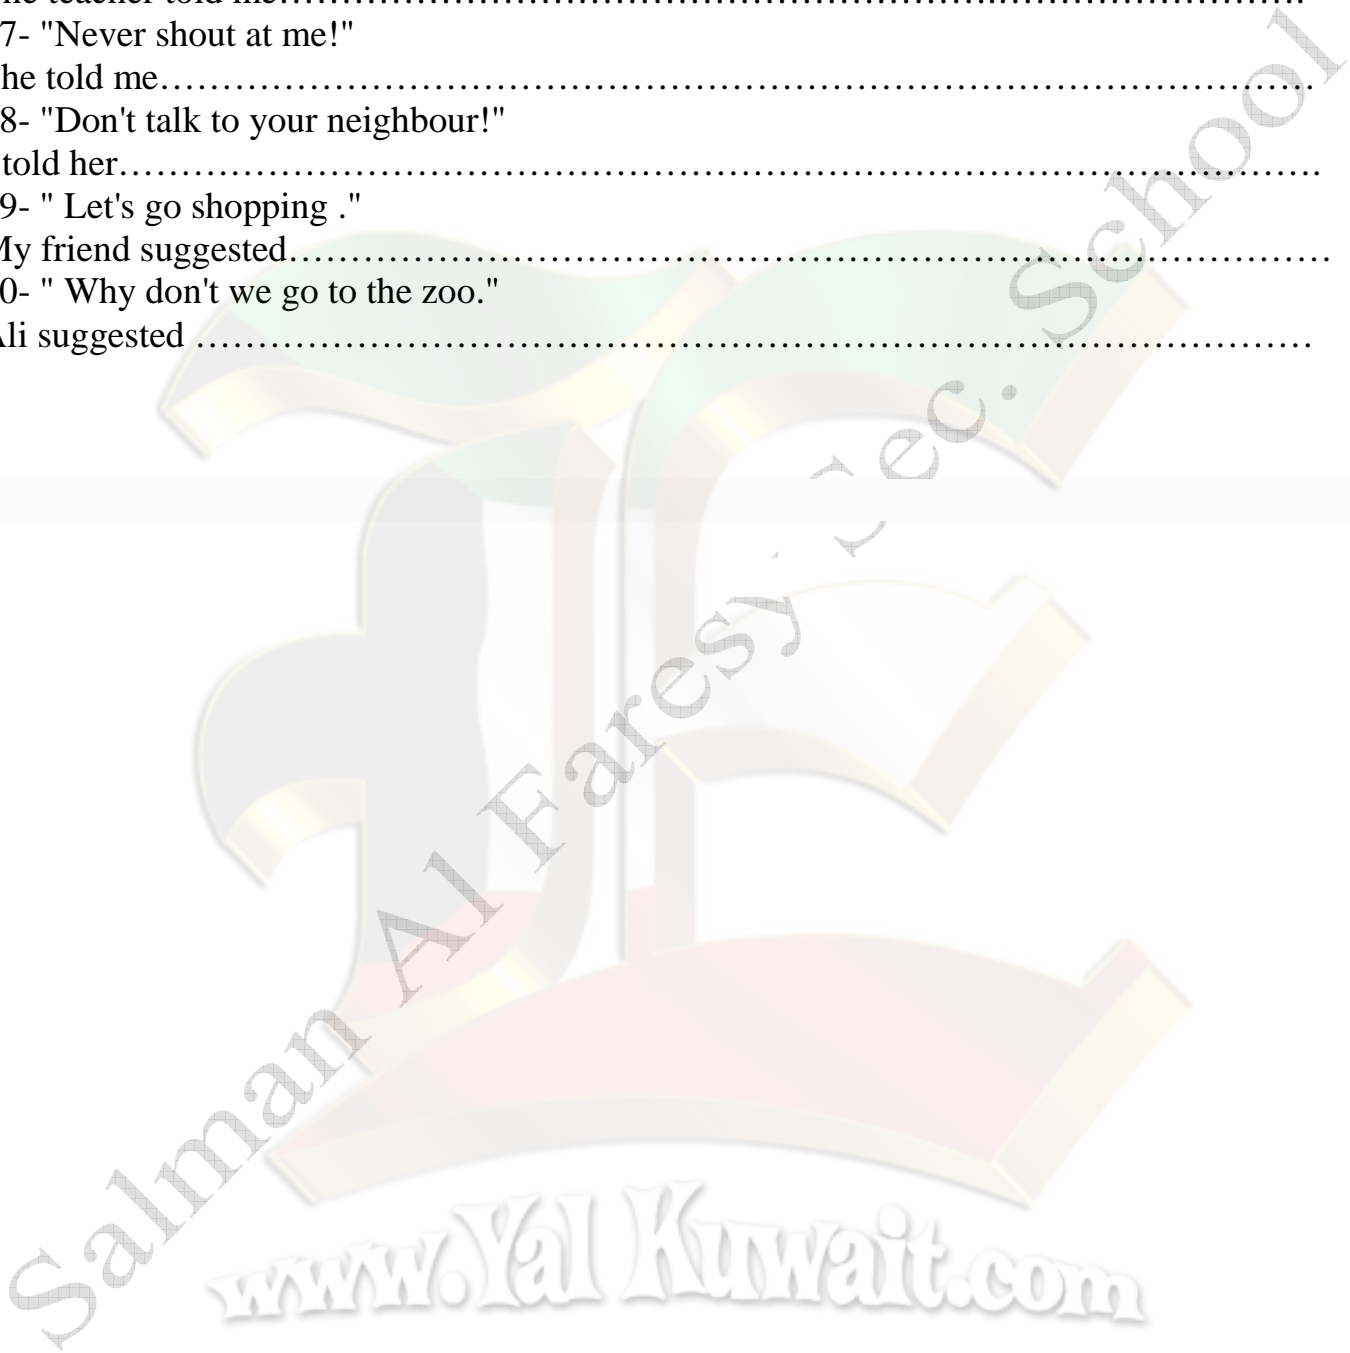 he teacher told me……………………………………………………………………….
7- "Never shout at me!"
he told me……………………………………………………………………………….
8- "Don't talk to your neighbour!"
told her………………………………………………………………………………….
9- " Let's go shopping ."
My friend suggested………………………………………………………………………
0- " Why don't we go to the zoo."
Ali suggested ……………………………………………………………………………
Salman Al Faresy Sec. School
www.Yal Kuwait.com